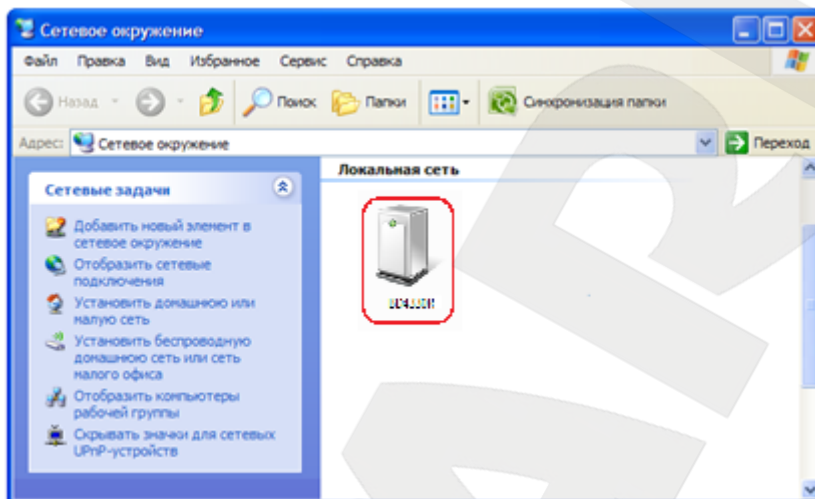 Сетевое окружение
Файл Правка Вид Избранное Сервис Справка
Назад Поиск Папки Синхронизация папки
Адрес: Сетевое окружение Переход
Локальная сеть
Сетевые задачи
Добавить новый элемент в
сетевое окружение
Отобразить сетевые
подключения
Установить домашнюю или
малую сеть
Установить беспроводную
домашнюю сеть или сеть
малого офиса
Отобразить компьютеры
рабочей группы
Скрывать значки для сетевых
UPnP-устройств